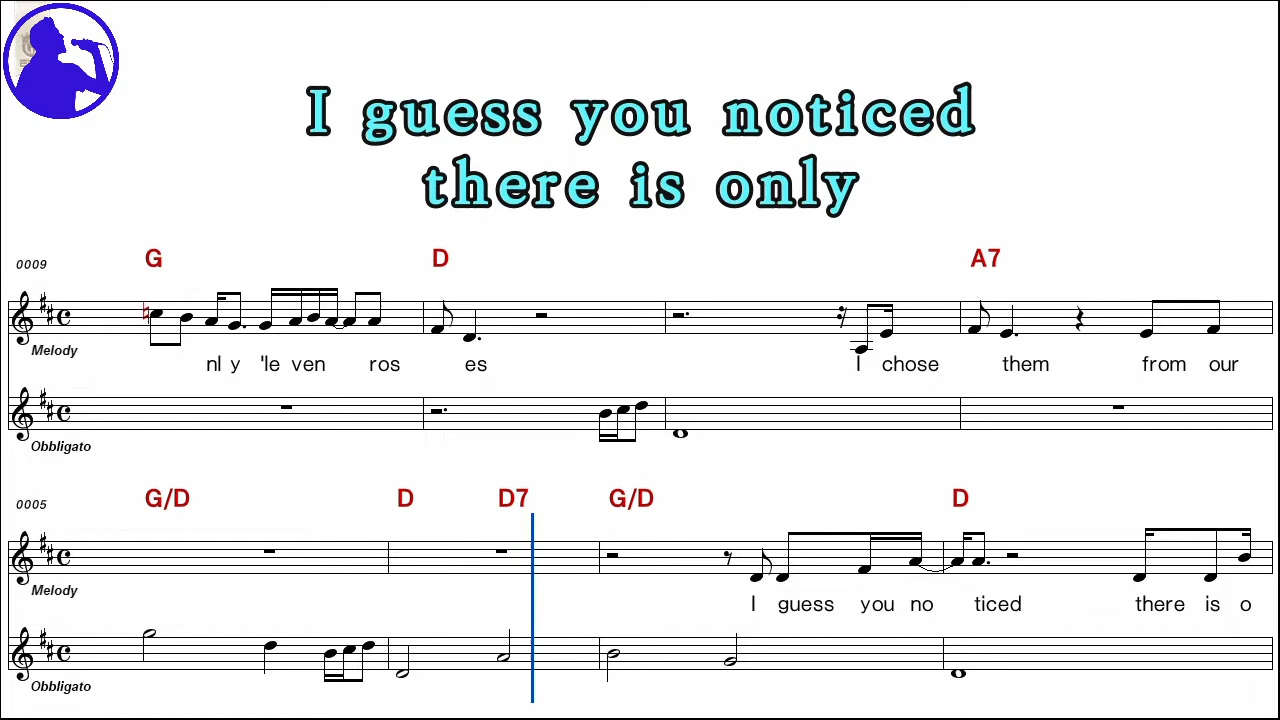 I guess you noticed
there is only
G D A7
0009
Melody
nl y 'le ven ros es I chose them from our
Obbligato
G/D D D7 G/D D
0005
Melody
I guess you no ticed there is o
Obbligato